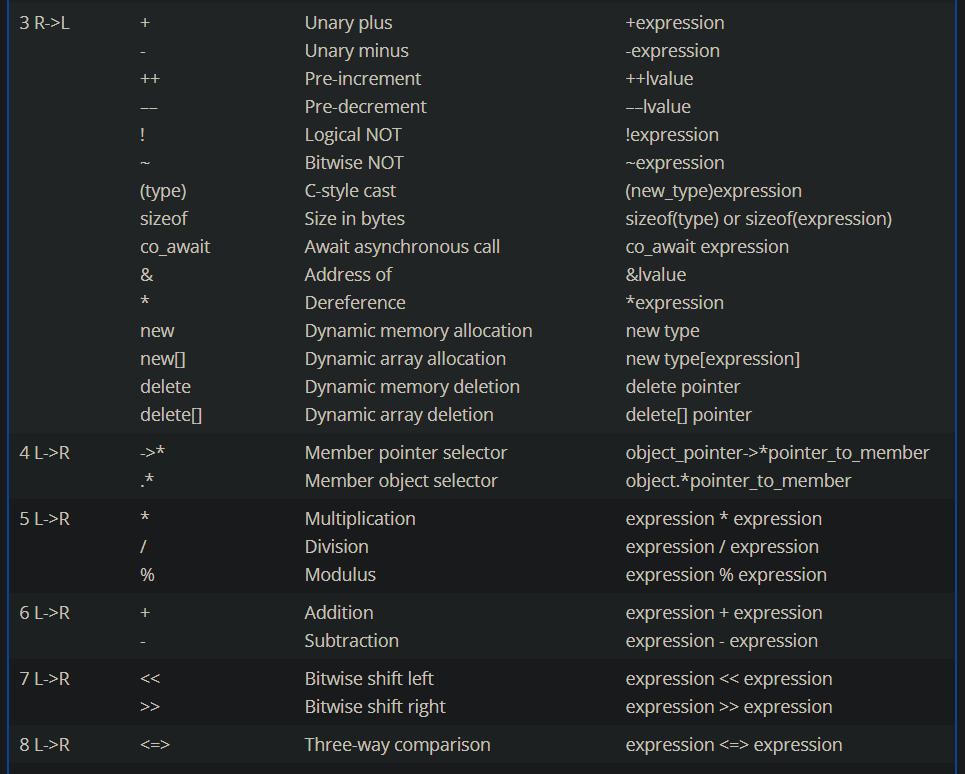 3 R->L + Unary plus +expression
- Unary minus -expression
++ Pre-increment ++lvalue
–– Pre-decrement ––lvalue
! Logical NOT !expression
~ Bitwise NOT ~expression
(type) C-style cast (new_type)expression
sizeof Size in bytes sizeof(type) or sizeof(expression)
co_await Await asynchronous call co_await expression
& Address of &lvalue
* Dereference *expression
new Dynamic memory allocation new type
new[] Dynamic array allocation new type[expression]
delete Dynamic memory deletion delete pointer
delete[] Dynamic array deletion delete[] pointer
4 L->R ->* Member pointer selector object_pointer->*pointer_to_member
.* Member object selector object.*pointer_to_member
5 L->R * Multiplication expression * expression
/ Division expression / expression
% Modulus expression % expression
6 L->R + Addition expression + expression
- Subtraction expression - expression
7 L->R << Bitwise shift left expression << expression
>> Bitwise shift right expression >> expression
8 L->R <=> Three-way comparison expression <=> expression